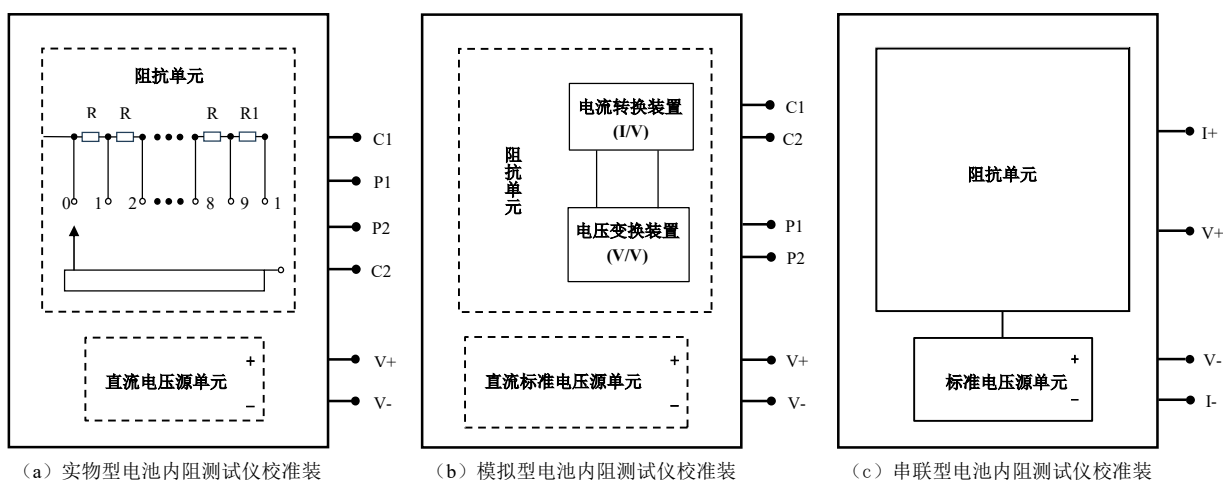 阻抗单元
R R R R1
0 1 2 8 9 1
C1
P1
P2
C2
直流电压源单元
+
−
V+
V-
（a）实物型电池内阻测试仪校准装
阻抗单元
电流转换装置
(I/V)
电压变换装置
(V/V)
C1
C2
P1
P2
直流标准电压源单元
+
−
V+
V-
（b）模拟型电池内阻测试仪校准装
阻抗单元
标准电压源单元
+
−
I+
V+
V-
I-
（c）串联型电池内阻测试仪校准装